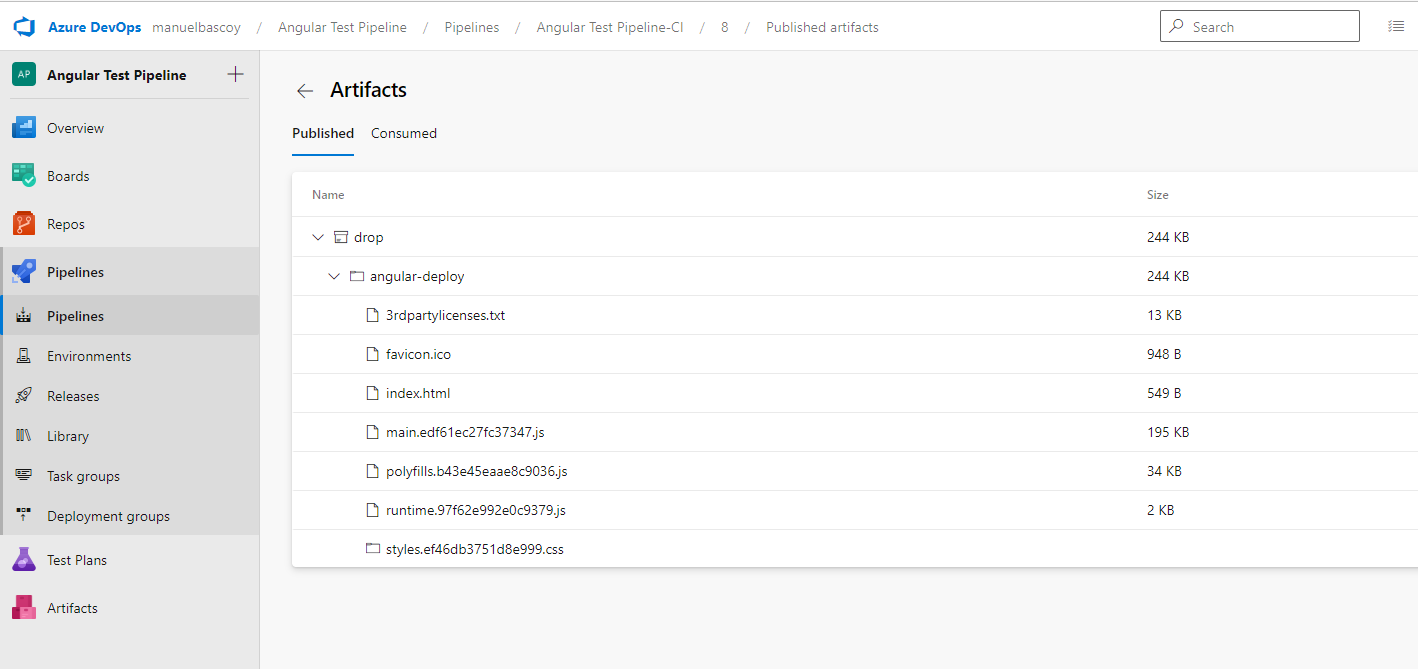 Azure DevOps manuelbascoy / Angular Test Pipeline / Pipelines / Angular Test Pipeline-CI / 8 / Published artifacts Search
AP Angular Test Pipeline
Overview
Boards
Repos
Pipelines
Pipelines
Environments
Releases
Library
Task groups
Deployment groups
Test Plans
Artifacts
Artifacts
Published Consumed
Name Size
drop 244 KB
angular-deploy 244 KB
3rdpartylicenses.txt 13 KB
favicon.ico 948 B
index.html 549 B
main.edf61ec27fc37347.js 195 KB
polyfills.b43e45eaae8c9036.js 34 KB
runtime.97f62e992e0c9379.js 2 KB
styles.ef46db3751d8e999.css